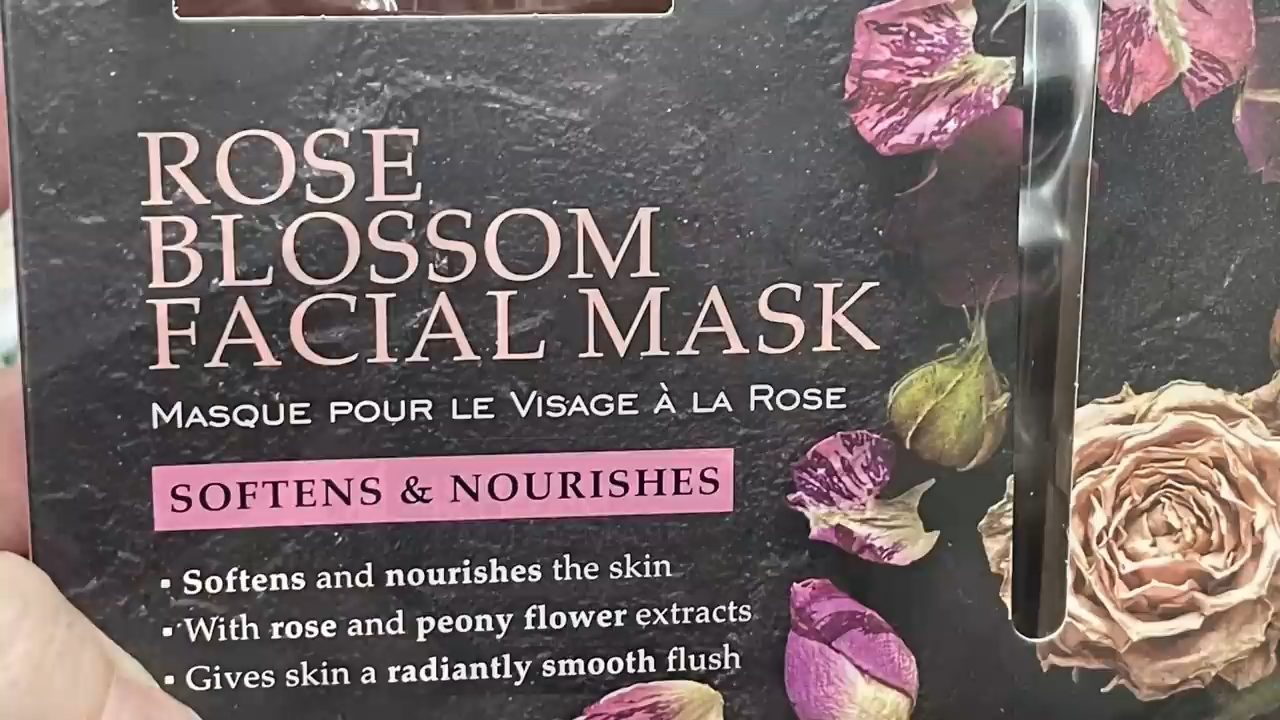 ROSE
BLOSSOM
FACIAL MASK
MASQUE POUR LE VISAGE À LA ROSE
SOFTENS & NOURISHES
▪ Softens and nourishes the skin
▪ With rose and peony flower extracts
▪ Gives skin a radiantly smooth flush